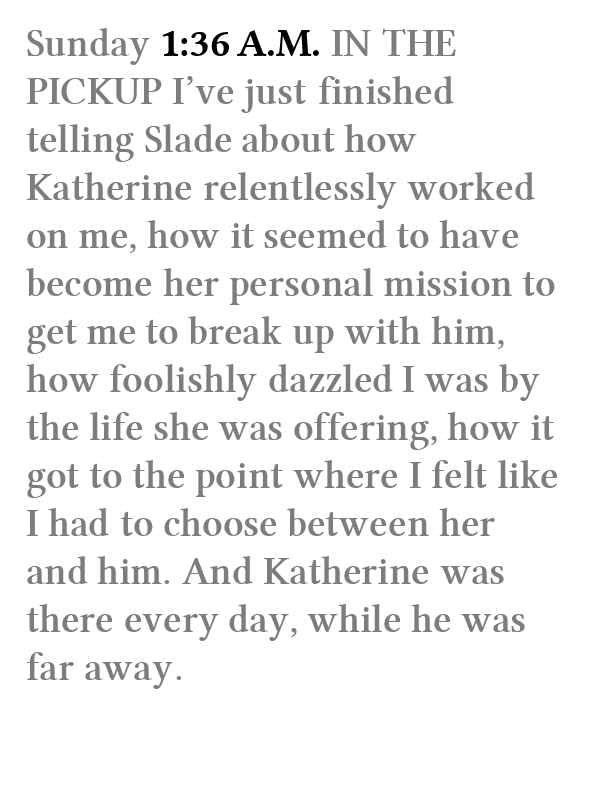 Sunday 1:36 A.M. IN THE
PICKUP I’ve just finished
telling Slade about how
Katherine relentlessly worked
on me, how it seemed to have
become her personal mission to
get me to break up with him,
how foolishly dazzled I was by
the life she was offering, how it
got to the point where I felt like
I had to choose between her
and him. And Katherine was
there every day, while he was
far away.